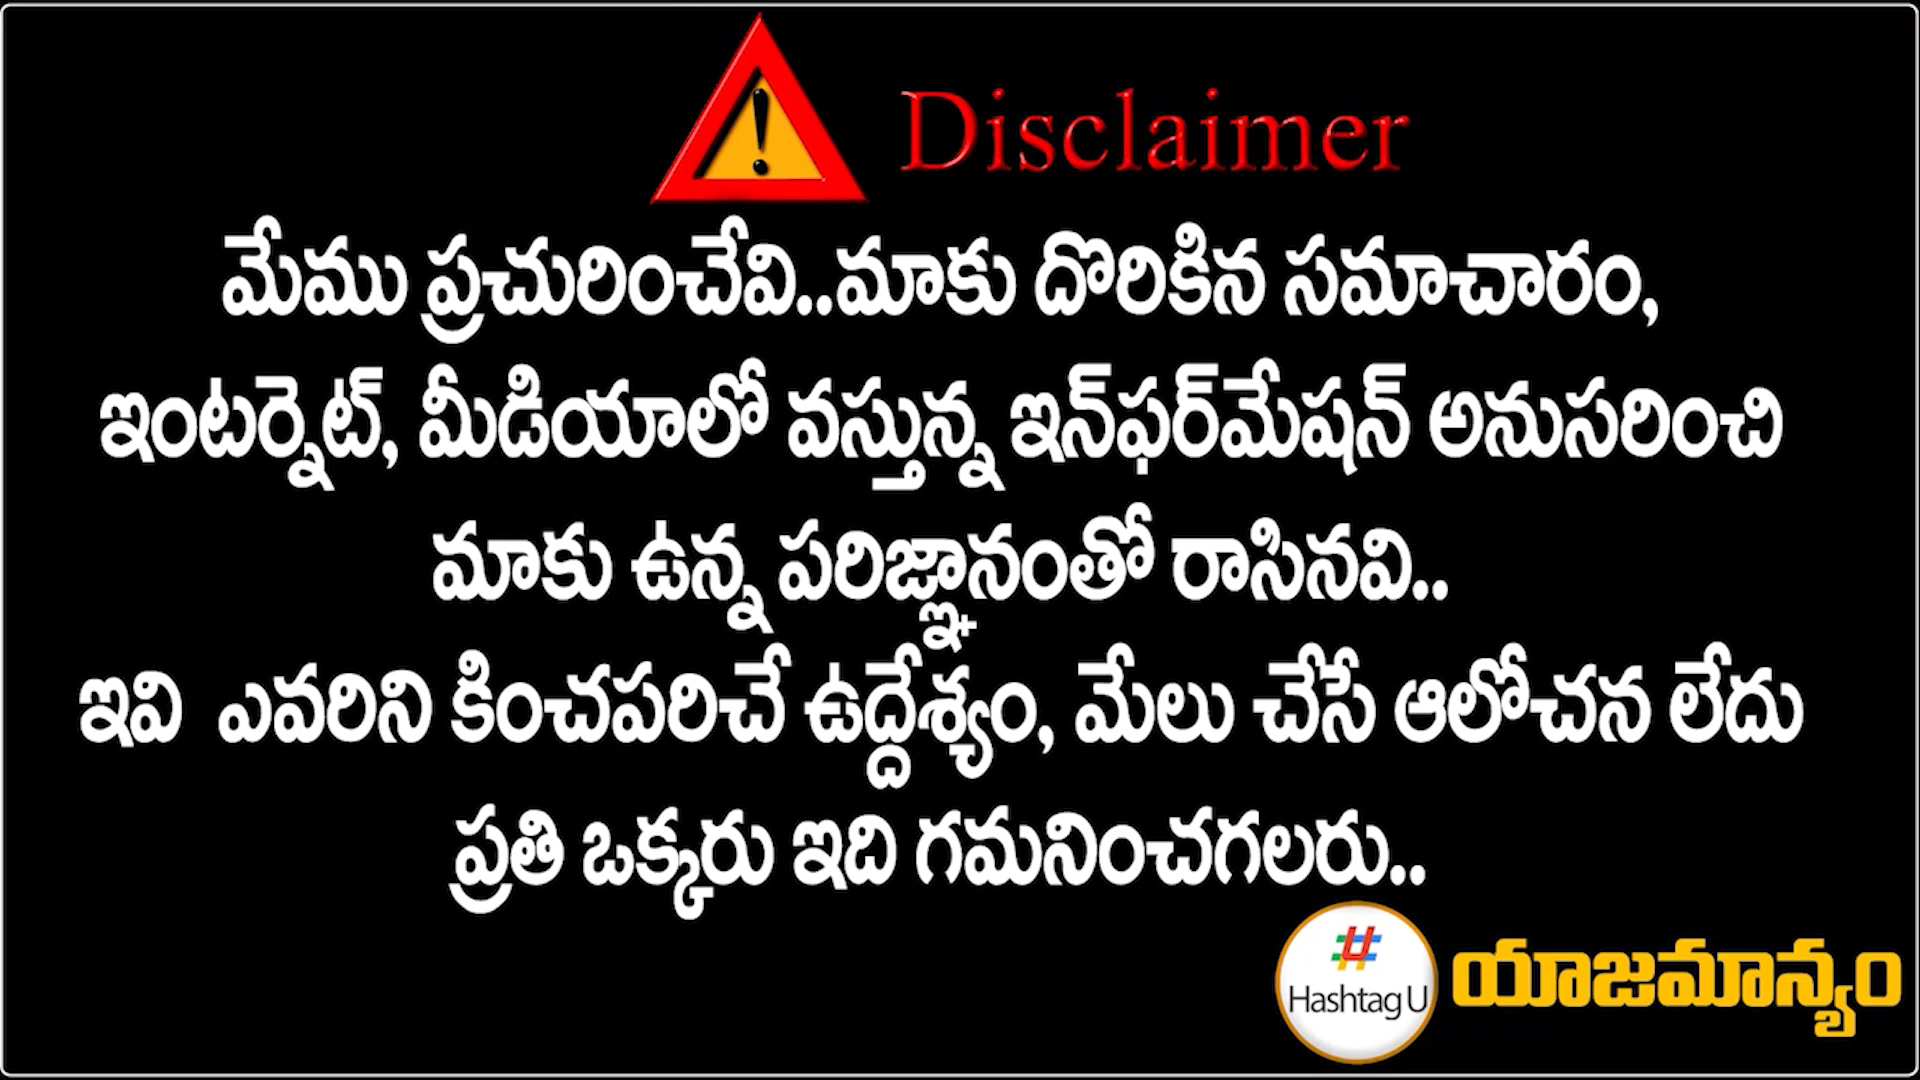 Disclaimer
మేము ప్రచురించేవి..మాకు దొరికిన సమాచారం,
ఇంటర్నెట్, మీడియాలో వస్తున్న ఇన్‌ఫర్‌మేషన్ అనుసరించి
మాకు ఉన్న పరిజ్ఞానంతో రాసినవి..
ఇవి ఎవరిని కించపరిచే ఉద్దేశ్యం, మేలు చేసే ఆలోచన లేదు
ప్రతి ఒక్కరు ఇది గమనించగలరు..
#
Hashtag U
యాజమాన్యం